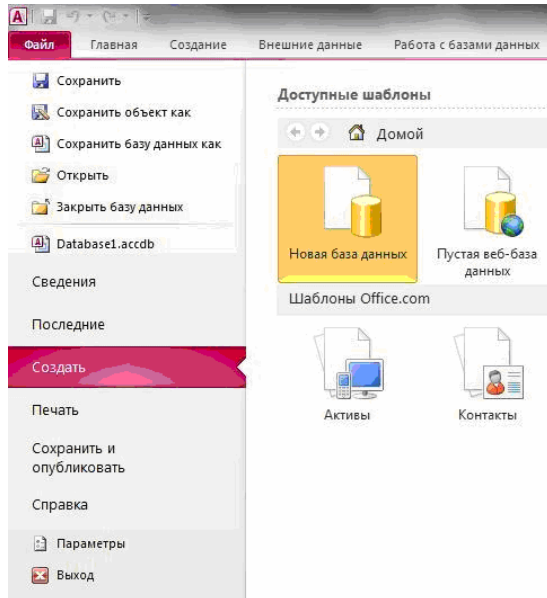 Файл Главная Создание Внешние данные Работа с базами данных
Сохранить
Сохранить объект как
Сохранить базу данных как
Открыть
Закрыть базу данных
Database1.accdb
Сведения
Последние
Создать
Печать
Сохранить и
опубликовать
Справка
Параметры
Выход
Доступные шаблоны
Домой
Новая база данных
Пустая веб-база
данных
Шаблоны Office.com
Активы
Контакты